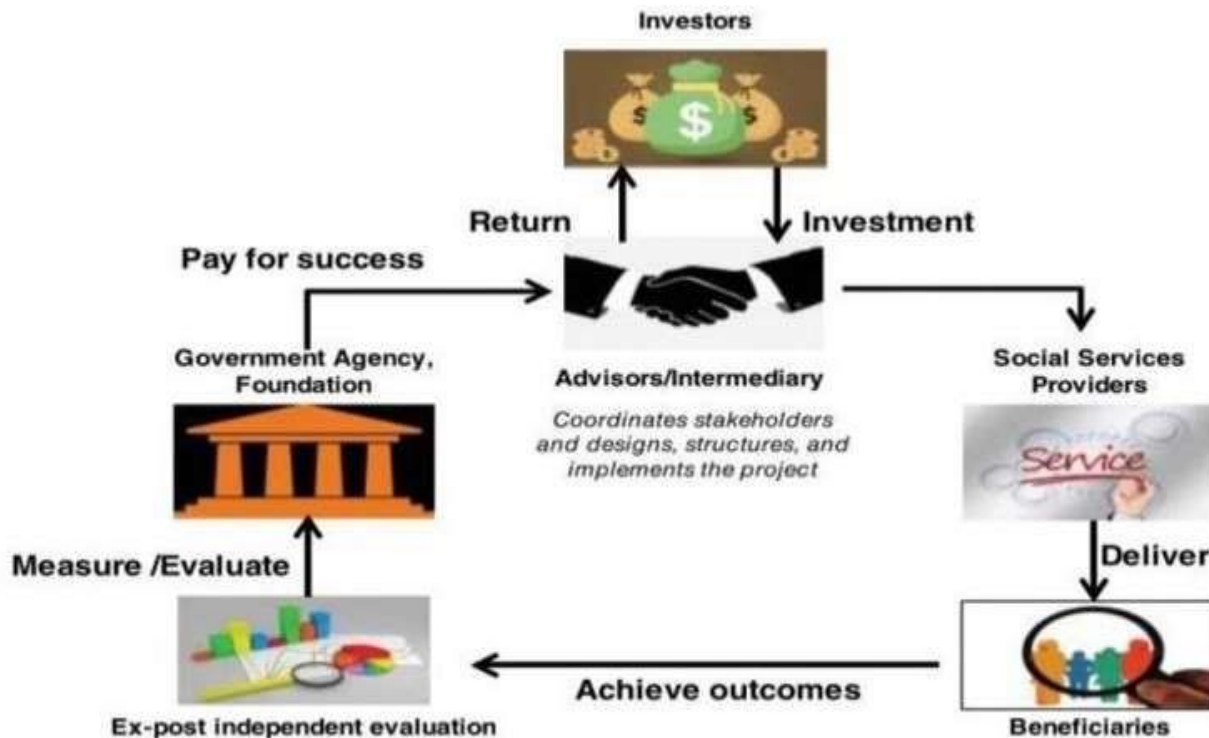 Investors
$ $ $
Return
Investment
Pay for success
Government Agency,
Foundation
Advisors/Intermediary
Coordinates stakeholders
and designs, structures, and
implements the project
Social Services
Providers
Service
Measure /Evaluate
Deliver
Achieve outcomes
Ex-post independent evaluation
Beneficiaries